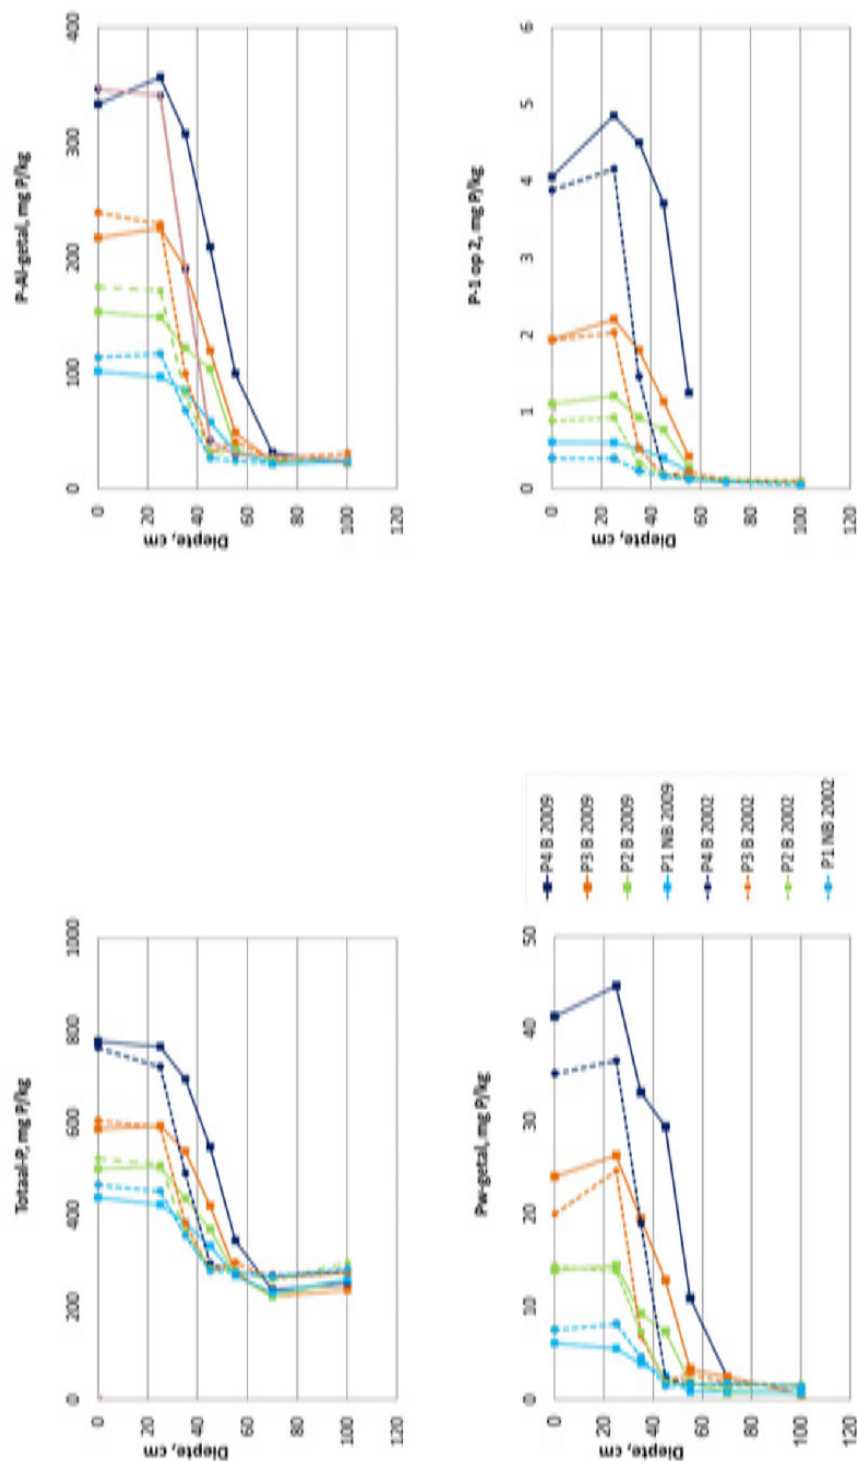 Totaal-P, mg P/kg
0 200 400 600 800 1000
0
20
40
60
80
100
120
Diepte, cm
P-Al-getal, mg P/kg
0 100 200 300 400
0
20
40
60
80
100
120
Diepte, cm
Pw-getal, mg P/kg
0 10 20 30 40 50
0
20
40
60
80
100
120
Diepte, cm
P4 B 2009
P3 B 2009
P2 B 2009
P1 NB 2009
P4 B 2002
P3 B 2002
P2 B 2002
P1 NB 2002
P-1 op 2, mg P/kg
0 1 2 3 4 5 6
0
20
40
60
80
100
120
Diepte, cm